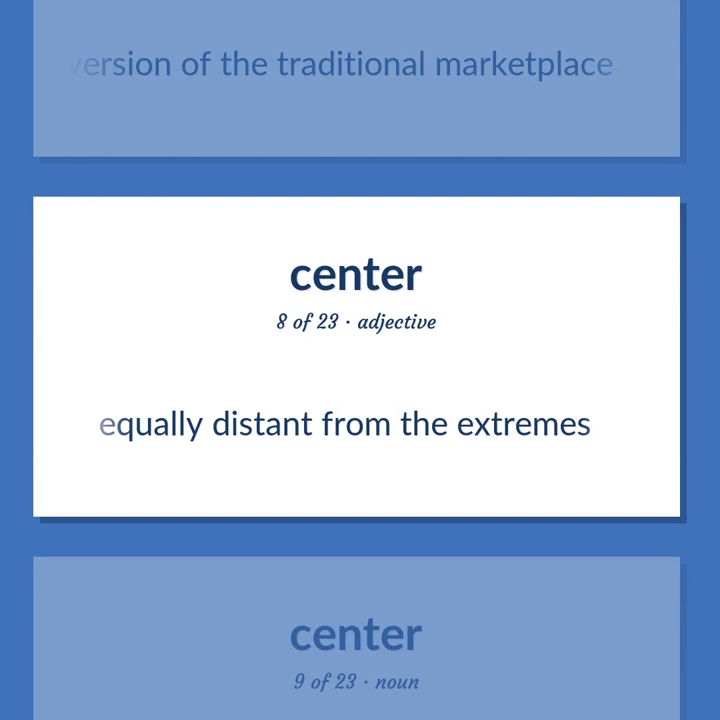 version of the traditional marketplace
center
8 of 23 · adjective
equally distant from the extremes
center
9 of 23 · noun